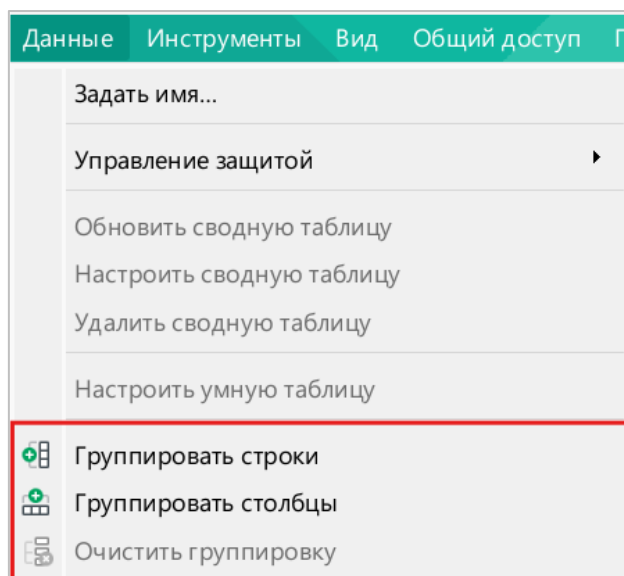 Данные Инструменты Вид Общий доступ
Задать имя...
Управление защитой
Обновить сводную таблицу
Настроить сводную таблицу
Удалить сводную таблицу
Настроить умную таблицу
Группировать строки
Группировать столбцы
Очистить группировку